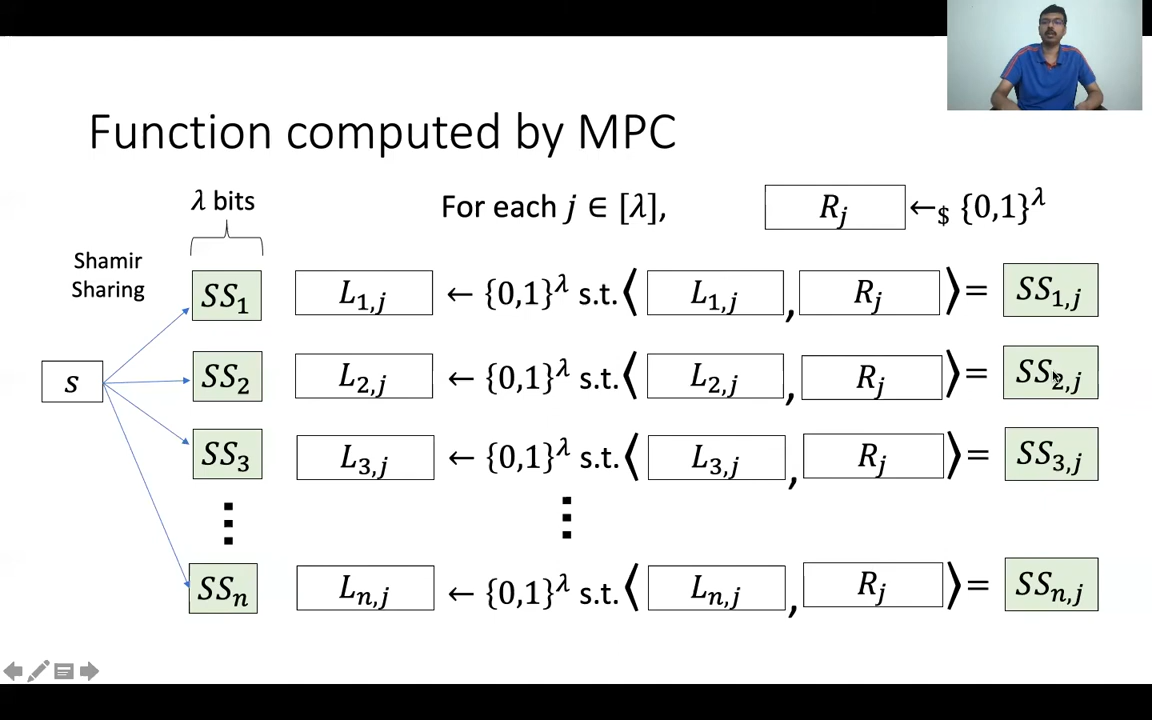 Function computed by MPC
λ bits
For each j ∈ [λ], R_j ←_$ {0,1}^λ
Shamir
Sharing
SS_1 L_{1,j} ← {0,1}^λ s.t. ⟨ L_{1,j} , R_j ⟩ = SS_{1,j}
s
SS_2 L_{2,j} ← {0,1}^λ s.t. ⟨ L_{2,j} , R_j ⟩ = SS_{2,j}
SS_3 L_{3,j} ← {0,1}^λ s.t. ⟨ L_{3,j} , R_j ⟩ = SS_{3,j}
⋮ ⋮
SS_n L_{n,j} ← {0,1}^λ s.t. ⟨ L_{n,j} , R_j ⟩ = SS_{n,j}